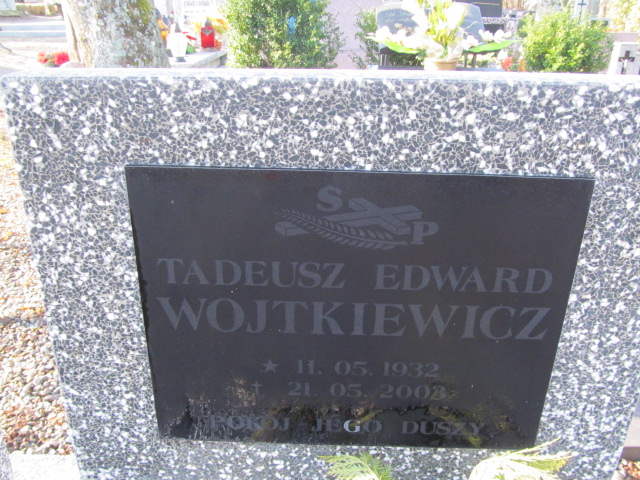 S P
TADEUSZ EDWARD
WOJTKIEWICZ
★ 11.05.1932
† 21.05.2003
POKÓJ JEGO DUSZY